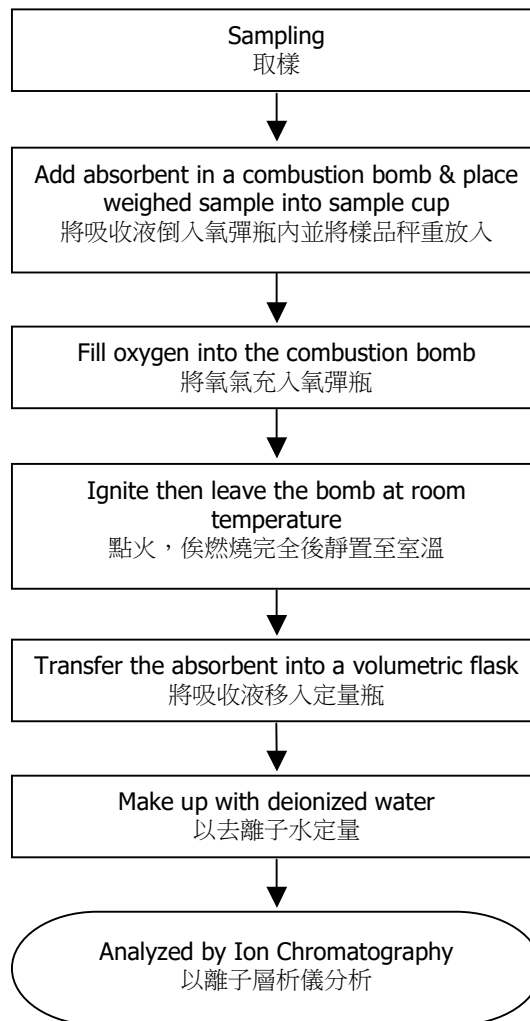 Sampling
取樣
Add absorbent in a combustion bomb & place
weighed sample into sample cup
將吸收液倒入氧彈瓶內並將樣品秤重放入
Fill oxygen into the combustion bomb
將氧氣充入氧彈瓶
Ignite then leave the bomb at room
temperature
點火，俟燃燒完全後靜置至室溫
Transfer the absorbent into a volumetric flask
將吸收液移入定量瓶
Make up with deionized water
以去離子水定量
Analyzed by Ion Chromatography
以離子層析儀分析